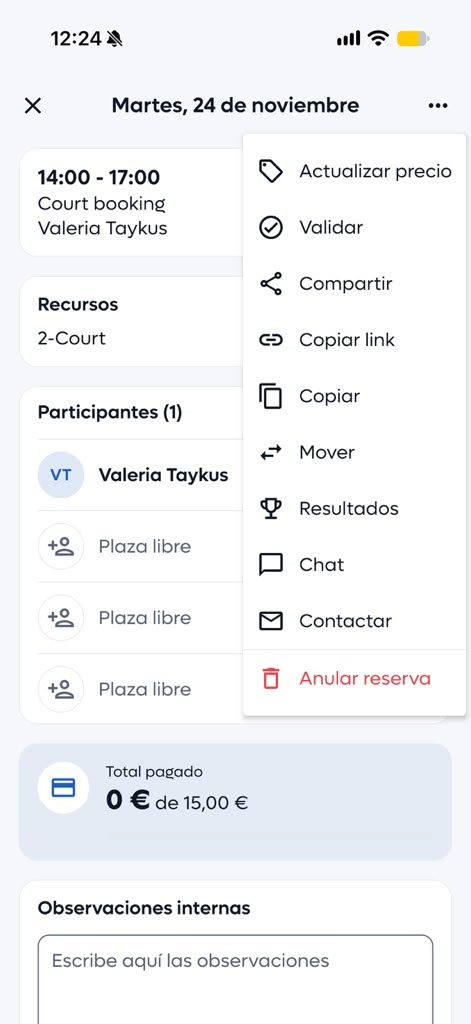 12:24
Martes, 24 de noviembre
14:00 - 17:00
Court booking
Valeria Taykus
Recursos
2-Court
Participantes (1)
VT Valeria Taykus
Plaza libre
Plaza libre
Plaza libre
Actualizar precio
Validar
Compartir
Copiar link
Copiar
Mover
Resultados
Chat
Contactar
Anular reserva
Total pagado
0 € de 15,00 €
Observaciones internas
Escribe aquí las observaciones